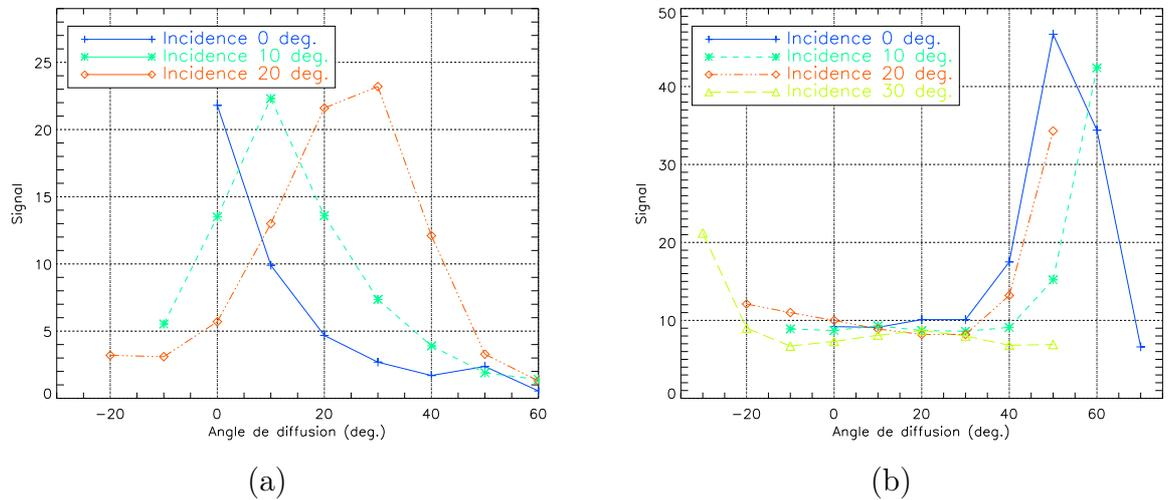 Incidence 0 deg.
Incidence 10 deg.
Incidence 20 deg.
25
20
15
10
5
0
Signal
−20
0
20
40
60
Angle de diffusion (deg.)
(a)
Incidence 0 deg.
Incidence 10 deg.
Incidence 20 deg.
Incidence 30 deg.
50
40
30
20
10
0
Signal
−20
0
20
40
60
Angle de diffusion (deg.)
(b)